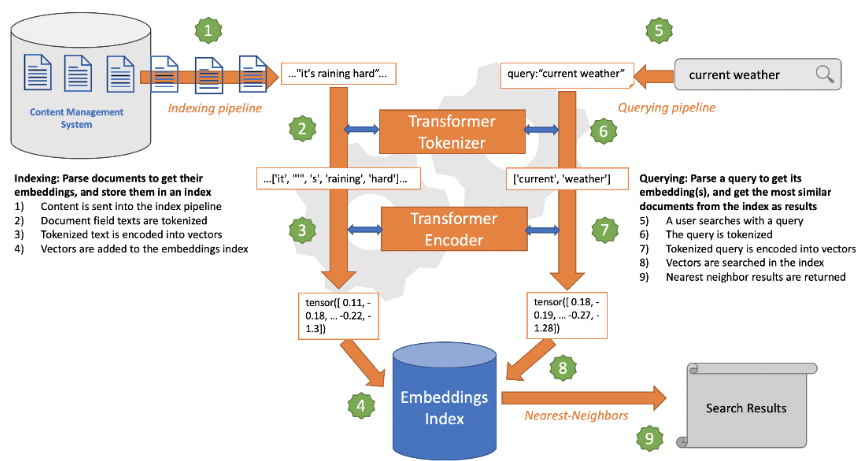 1
5
..."it's raining hard"...
query:"current weather"
current weather
Content Management
System
Indexing pipeline
Querying pipeline
2
Transformer
Tokenizer
6
Indexing: Parse documents to get their
embeddings, and store them in an index
1) Content is sent into the index pipeline
2) Document field texts are tokenized
3) Tokenized text is encoded into vectors
4) Vectors are added to the embeddings index
...['it', "'", 's', 'raining', 'hard']...
['current', 'weather']
Querying: Parse a query to get its
embedding(s), and get the most similar
documents from the index as results
5) A user searches with a query
6) The query is tokenized
7) Tokenized query is encoded into vectors
8) Vectors are searched in the index
9) Nearest neighbor results are returned
3
Transformer
Encoder
7
tensor([ 0.11, -
0.18, ... -0.22, -
1.3])
tensor([ 0.18, -
0.19, ... -0.27, -
1.28])
4
8
Embeddings
Index
Nearest-Neighbors
Search Results
9